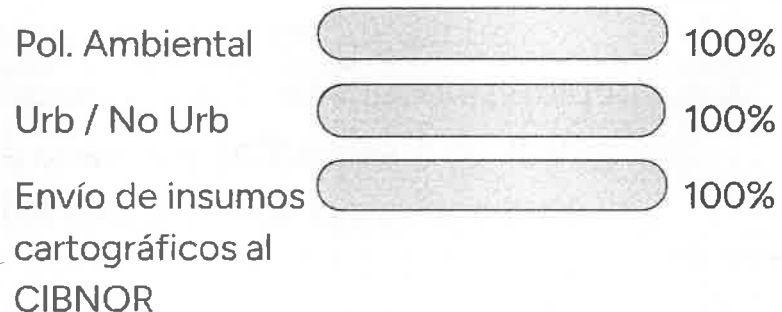 Pol. Ambiental 100%
Urb / No Urb 100%
Envío de insumos 100%
cartográficos al
CIBNOR